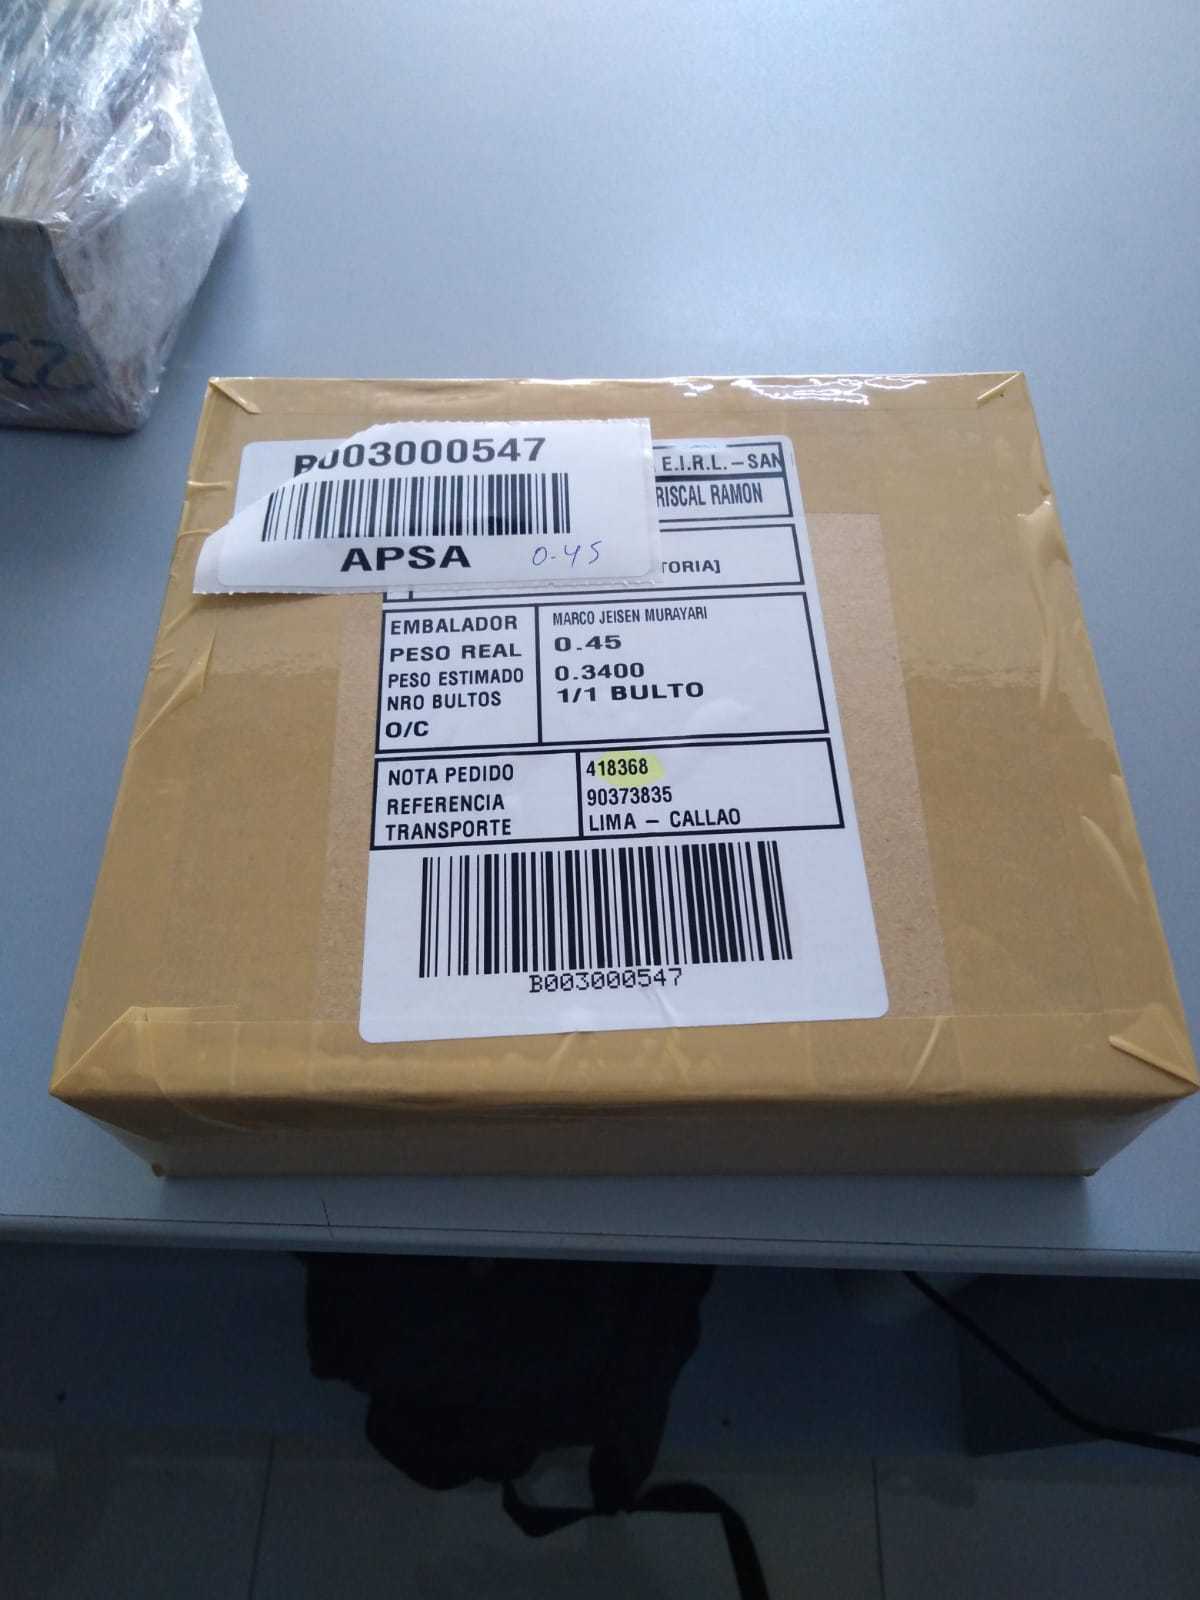 B003000547
APSA 0.45
E.I.R.L. – SAN
RISCAL RAMON
TORIA]
EMBALADOR MARCO JEISEN MURAYARI
PESO REAL 0.45
PESO ESTIMADO 0.3400
NRO BULTOS 1/1 BULTO
O/C
NOTA PEDIDO 418368
REFERENCIA 90373835
TRANSPORTE LIMA – CALLAO
B003000547